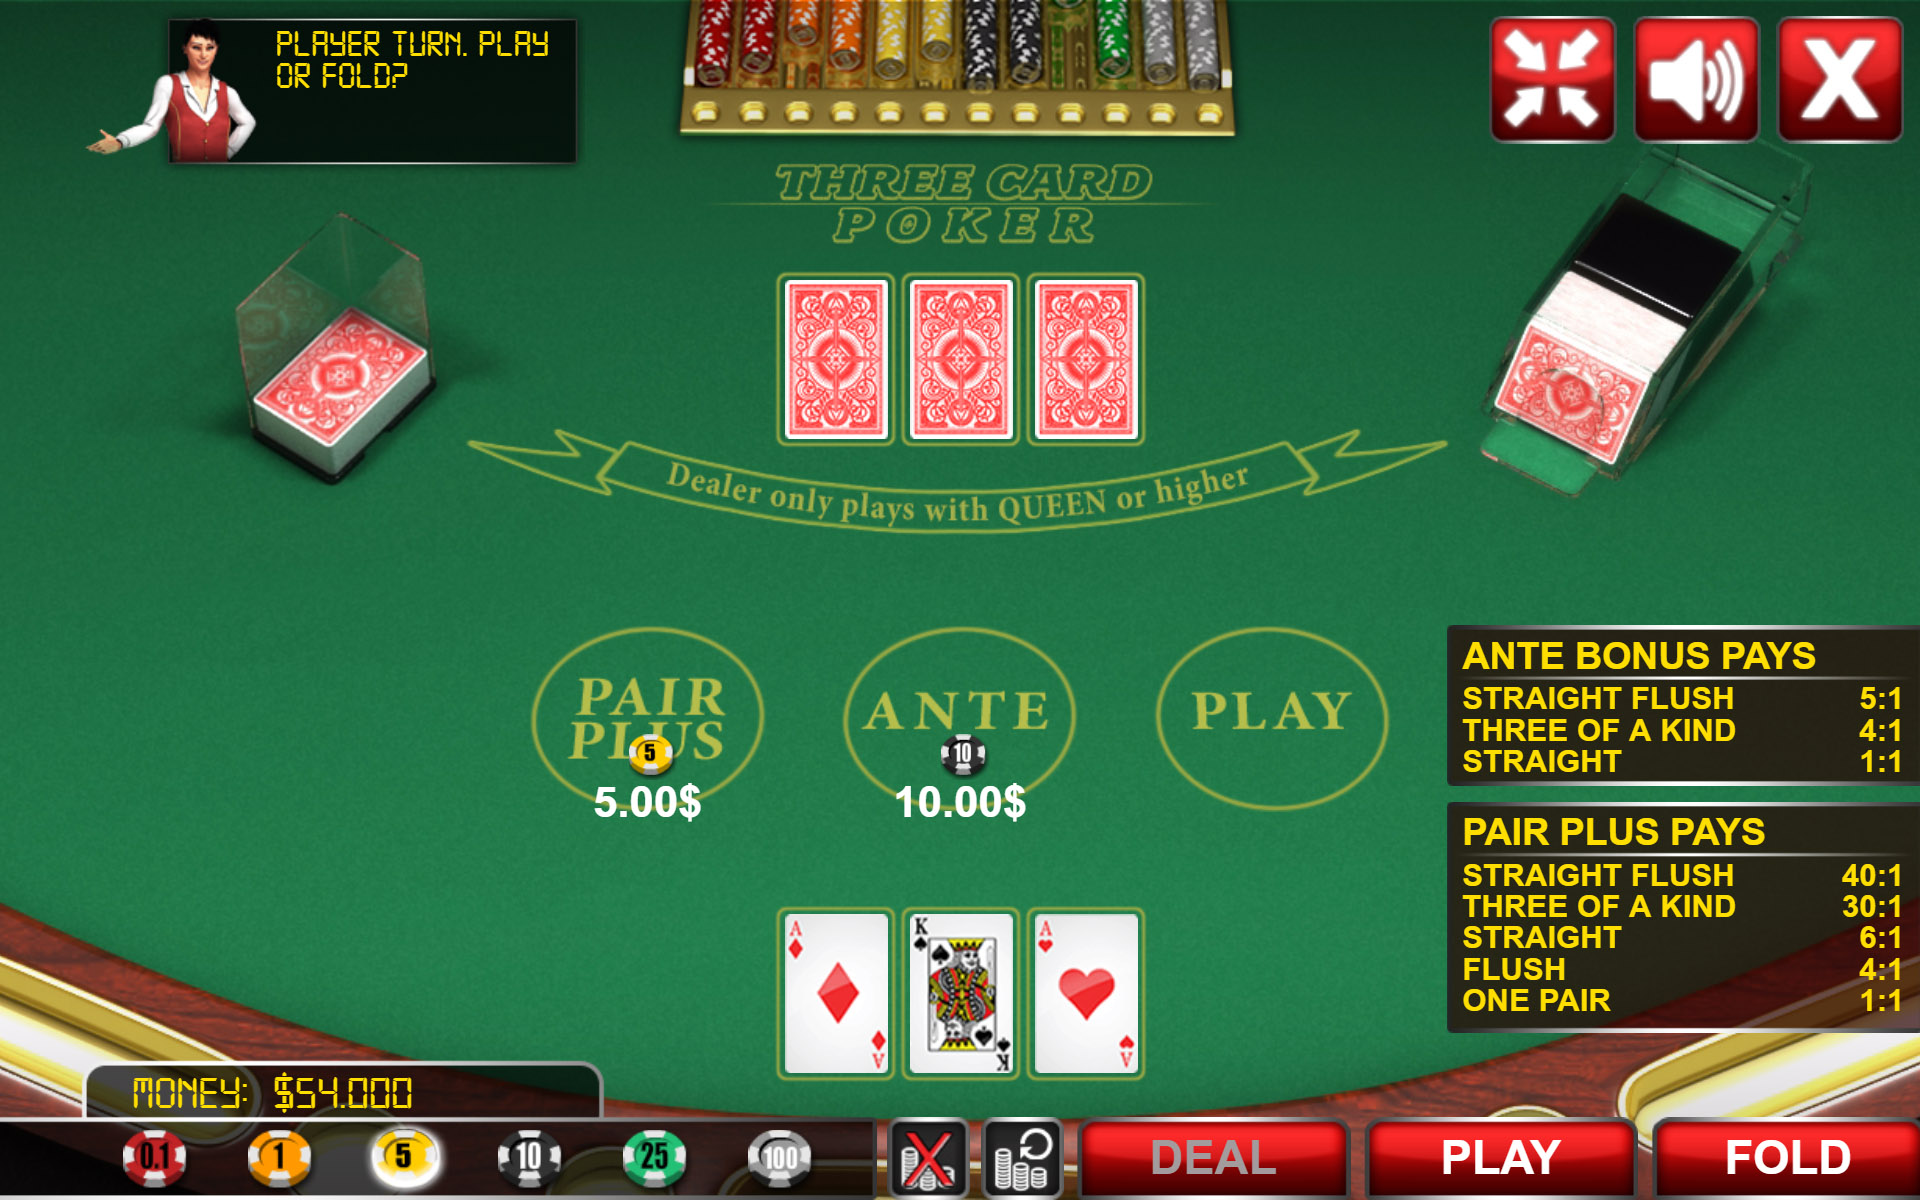 PLAYER TURN. PLAY
OR FOLD?
THREE CARD
POKER
Dealer only plays with QUEEN or higher
PAIR
PLUS
5
5.00$
ANTE
10
10.00$
PLAY
ANTE BONUS PAYS
STRAIGHT FLUSH 5:1
THREE OF A KIND 4:1
STRAIGHT 1:1
PAIR PLUS PAYS
STRAIGHT FLUSH 40:1
THREE OF A KIND 30:1
STRAIGHT 6:1
FLUSH 4:1
ONE PAIR 1:1
A
A
K
K
A
A
MONEY: $54.000
0.1
1
5
10
25
100
DEAL
PLAY
FOLD